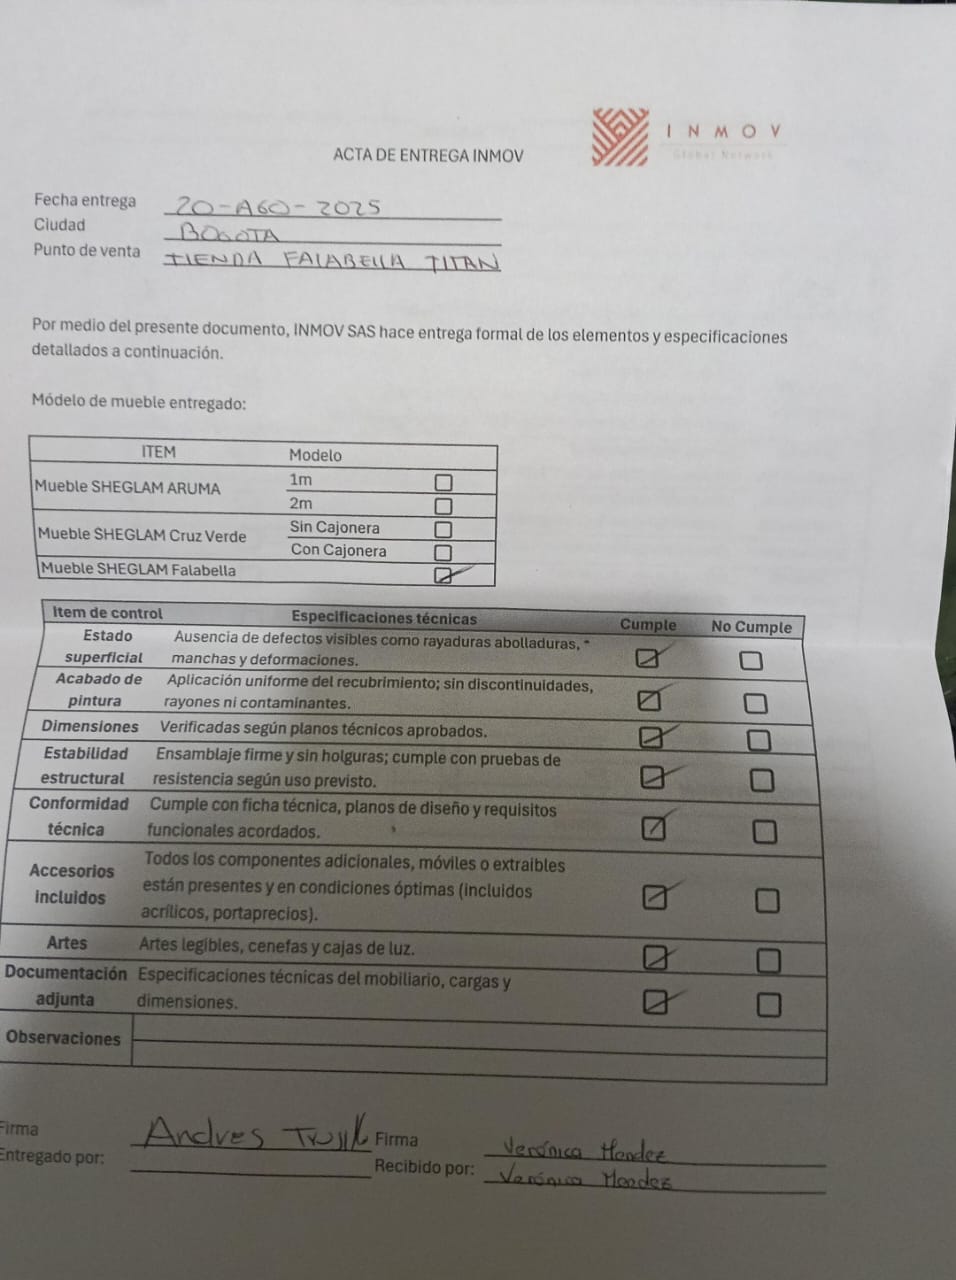 INMOV
Global Network
ACTA DE ENTREGA INMOV
Fecha entrega 20-AGO-2025
Ciudad BOGOTA
Punto de venta TIENDA FALABELLA TITAN
Por medio del presente documento, INMOV SAS hace entrega formal de los elementos y especificaciones
detallados a continuación.
Módelo de mueble entregado:
ITEM Modelo
Mueble SHEGLAM ARUMA 1m
2m
Mueble SHEGLAM Cruz Verde Sin Cajonera
Con Cajonera
Mueble SHEGLAM Falabella
Item de control Especificaciones técnicas Cumple No Cumple
Estado superficial Ausencia de defectos visibles como rayaduras abolladuras,
manchas y deformaciones.
Acabado de pintura Aplicación uniforme del recubrimiento; sin discontinuidades,
rayones ni contaminantes.
Dimensiones Verificadas según planos técnicos aprobados.
Estabilidad estructural Ensamblaje firme y sin holguras; cumple con pruebas de
resistencia según uso previsto.
Conformidad técnica Cumple con ficha técnica, planos de diseño y requisitos
funcionales acordados.
Accesorios incluidos Todos los componentes adicionales, móviles o extraibles
están presentes y en condiciones óptimas (incluidos
acrílicos, portaprecios).
Artes Artes legibles, cenefas y cajas de luz.
Documentación adjunta Especificaciones técnicas del mobiliario, cargas y
dimensiones.
Observaciones
Firma Andres Firma Verónica Mendez
Entregado por: Recibido por: Verónica Mendez